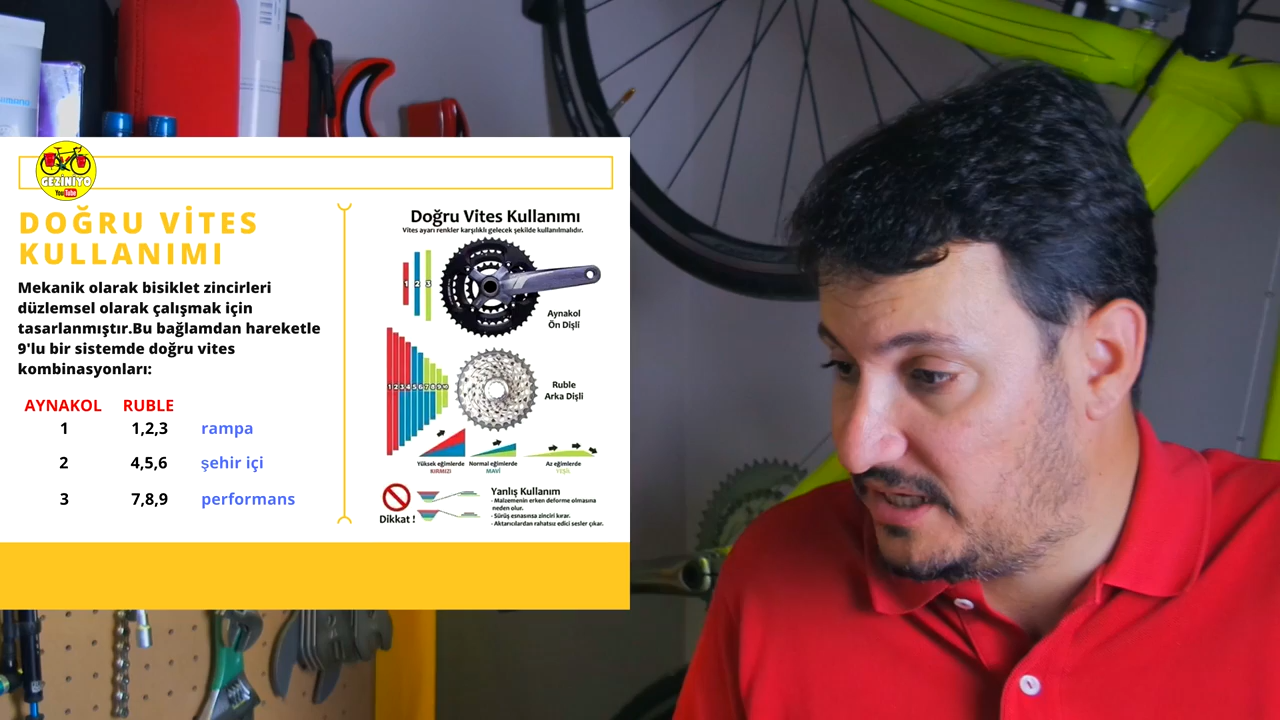 GEZİNİYO
YouTube
DOĞRU VİTES
KULLANIMI
Mekanik olarak bisiklet zincirleri
düzlemsel olarak çalışmak için
tasarlanmıştır.Bu bağlamdan hareketle
9'lu bir sistemde doğru vites
kombinasyonları:
AYNAKOL RUBLE
1 1,2,3 rampa
2 4,5,6 şehir içi
3 7,8,9 performans
Doğru Vites Kullanımı
Vites ayarı renkler karşılıklı gelecek şekilde kullanılmalıdır.
1 2 3
Aynakol
Ön Dişli
1 2 3 4 5 6 7 8 9 10
Ruble
Arka Dişli
Yüksek eğimlerde
KIRMIZI
Normal eğimlerde
MAVİ
Az eğimlerde
YEŞİL
Dikkat !
Yanlış Kullanım
- Malzemenin erken deforme olmasına
neden olur.
- Sürüş esnasınsa zinciri kırar.
- Aktarıcılardan rahatsız edici sesler çıkar.